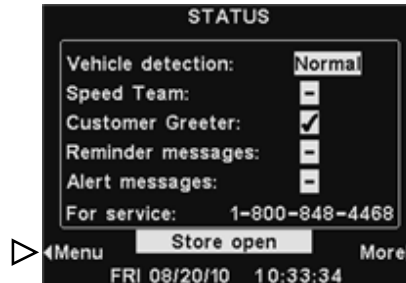 STATUS
Vehicle detection: Normal
Speed Team: –
Customer Greeter: ✓
Reminder messages: –
Alert messages: –
For service: 1-800-848-4468
Store open
◂Menu More
FRI 08/20/10 10:33:34